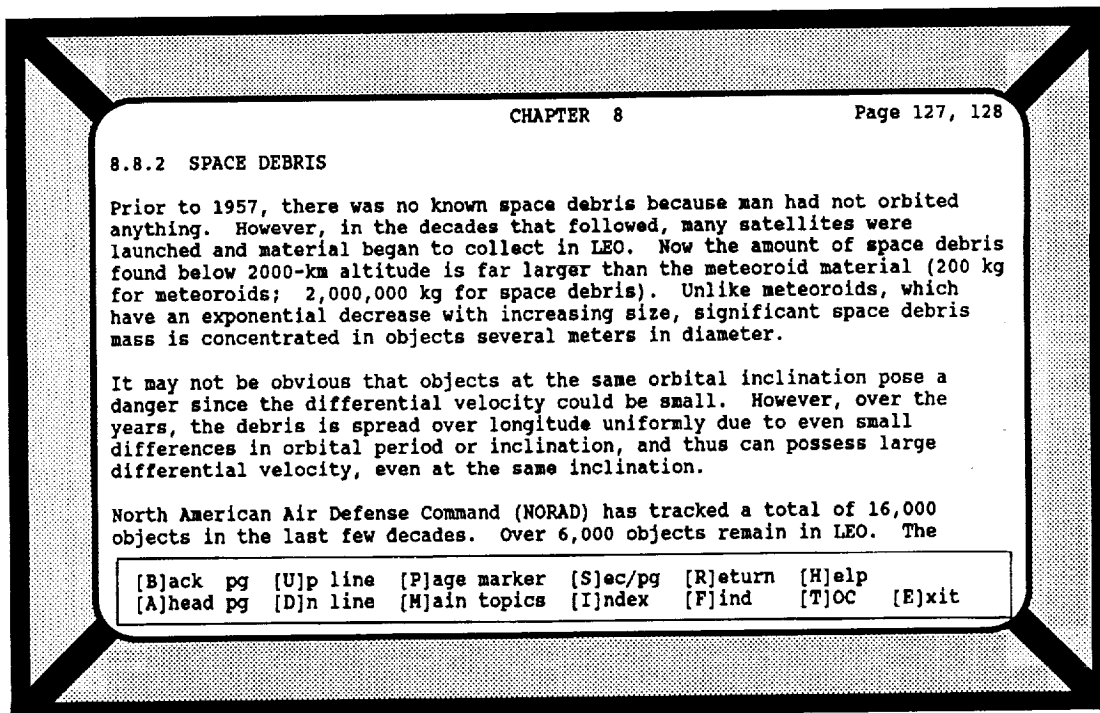 CHAPTER 8 Page 127, 128
8.8.2 SPACE DEBRIS
Prior to 1957, there was no known space debris because man had not orbited
anything. However, in the decades that followed, many satellites were
launched and material began to collect in LEO. Now the amount of space debris
found below 2000-km altitude is far larger than the meteoroid material (200 kg
for meteoroids; 2,000,000 kg for space debris). Unlike meteoroids, which
have an exponential decrease with increasing size, significant space debris
mass is concentrated in objects several meters in diameter.
It may not be obvious that objects at the same orbital inclination pose a
danger since the differential velocity could be small. However, over the
years, the debris is spread over longitude uniformly due to even small
differences in orbital period or inclination, and thus can possess large
differential velocity, even at the same inclination.
North American Air Defense Command (NORAD) has tracked a total of 16,000
objects in the last few decades. Over 6,000 objects remain in LEO. The
[B]ack pg [U]p line [P]age marker [S]ec/pg [R]eturn [H]elp
[A]head pg [D]n line [M]ain topics [I]ndex [F]ind [T]OC [E]xit